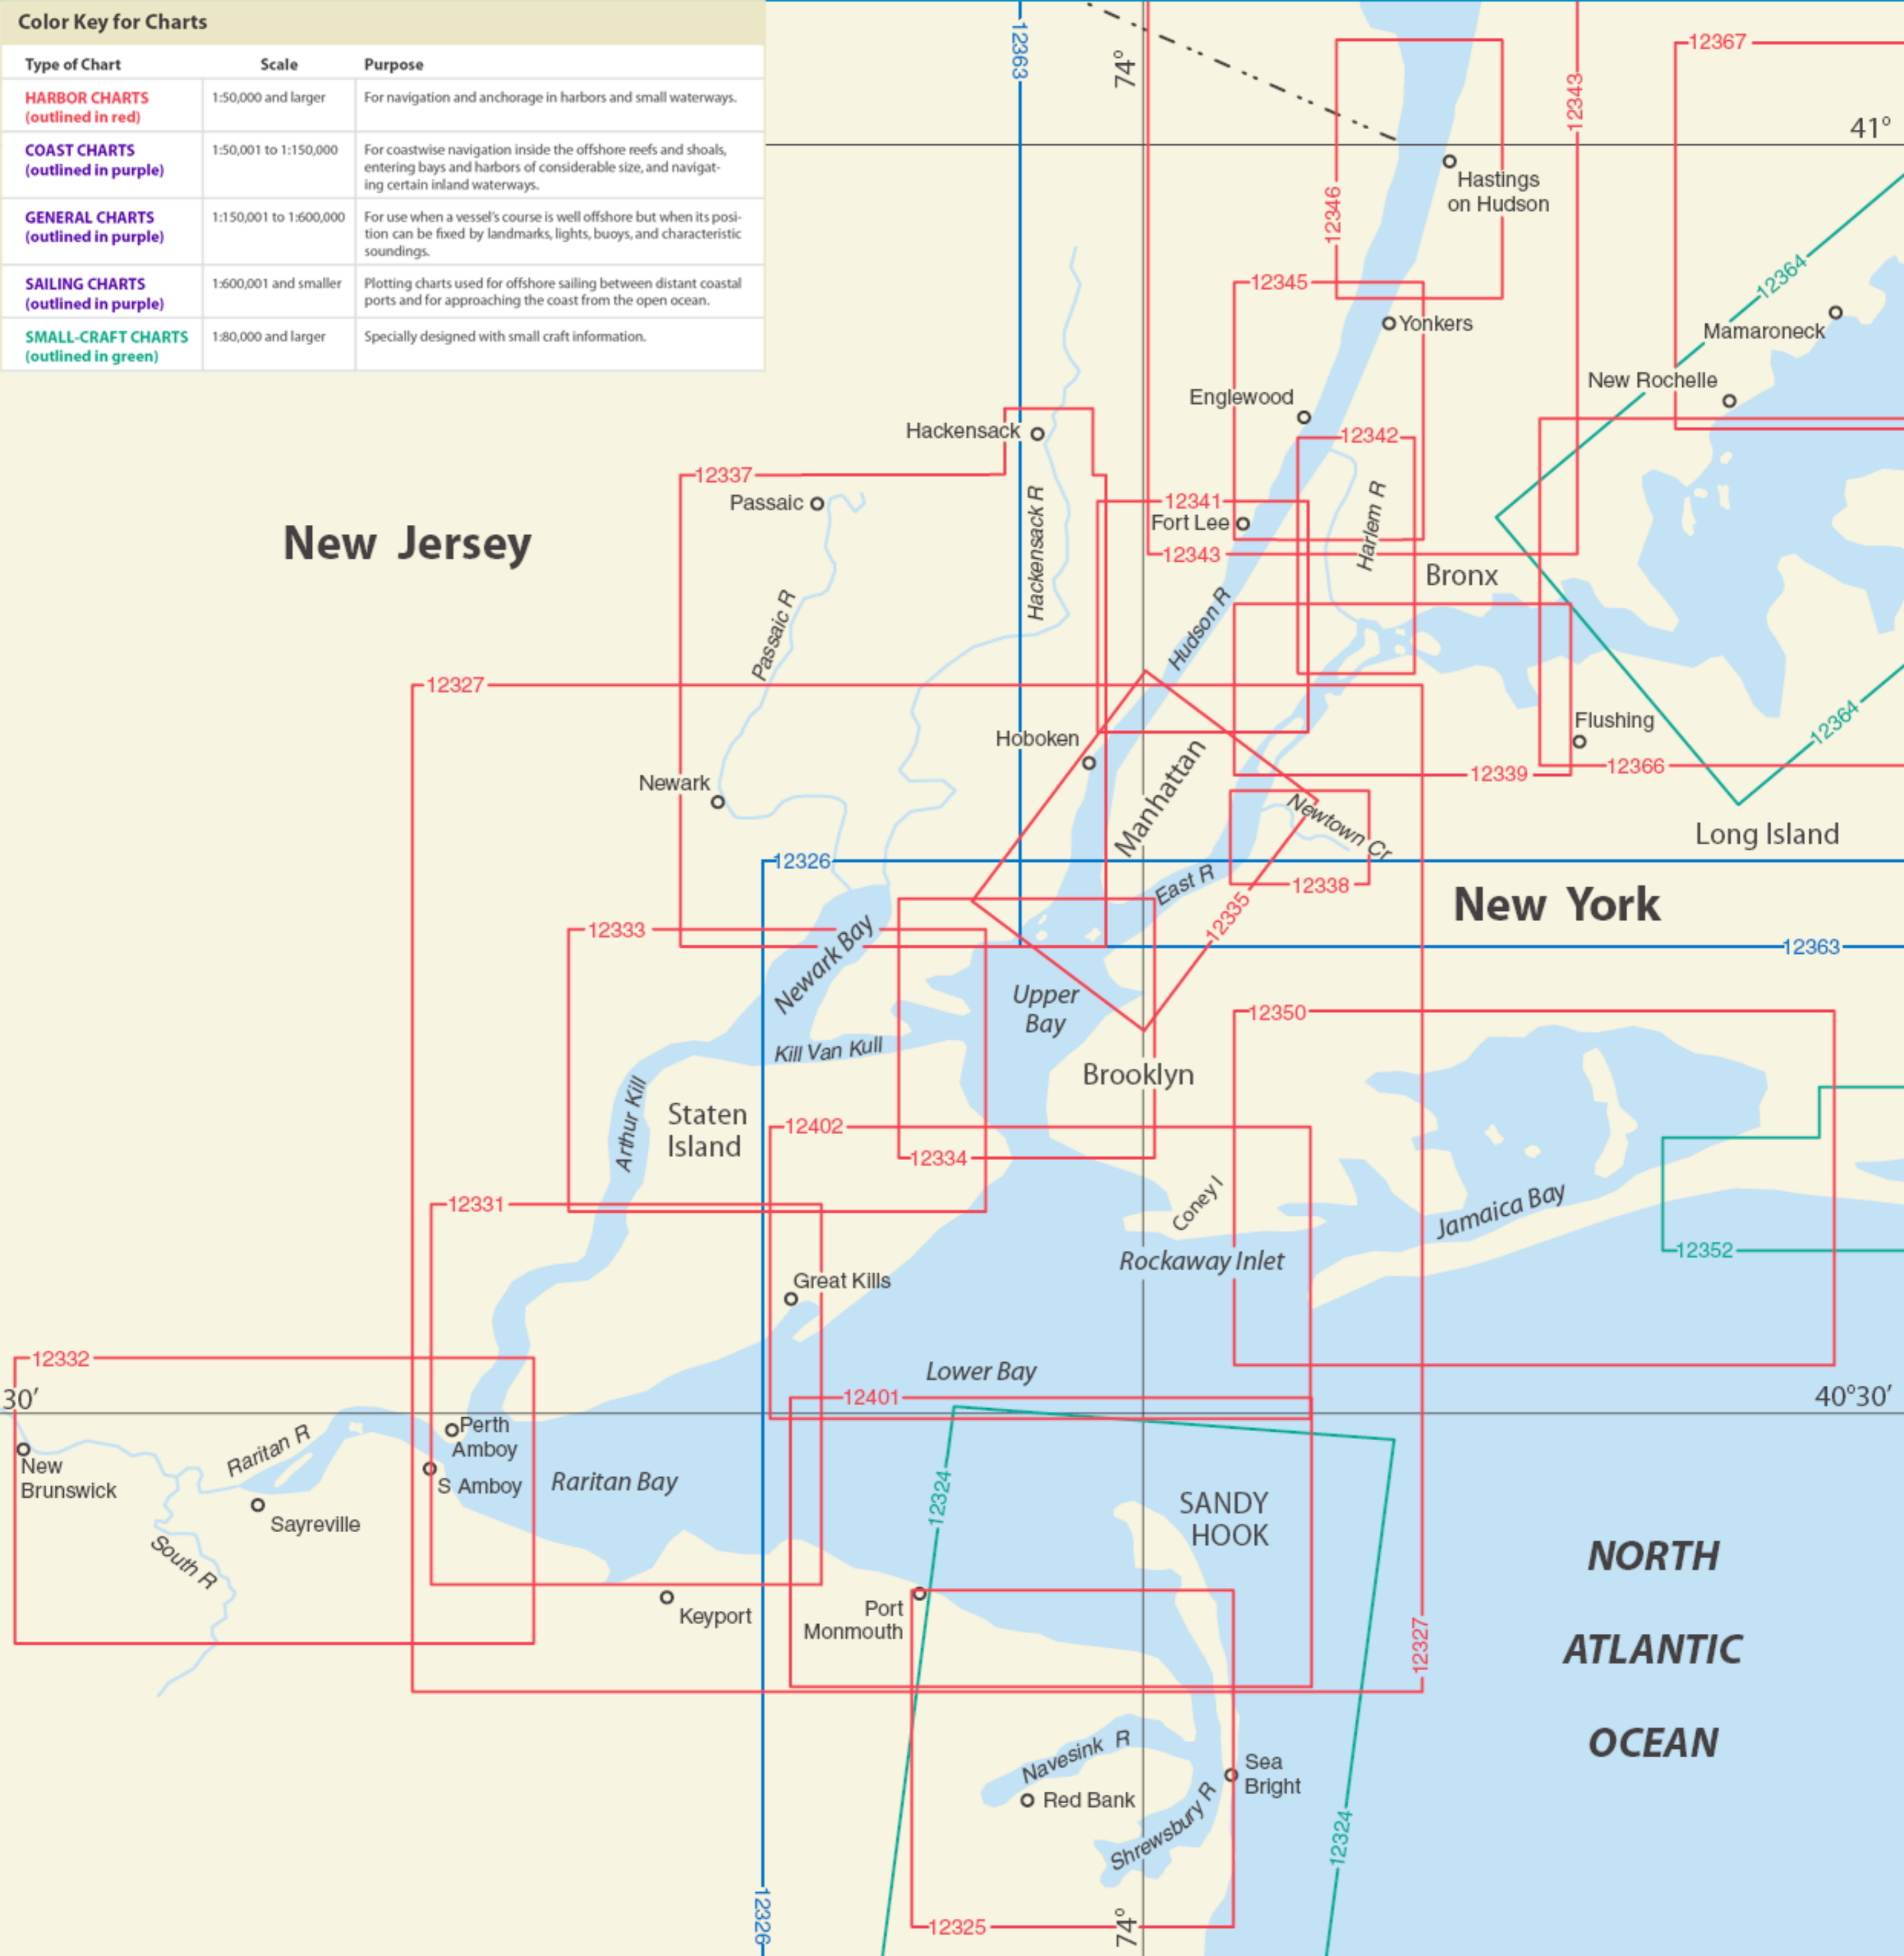 Color Key for Charts
Type of Chart Scale Purpose
HARBOR CHARTS 1:50,000 and larger For navigation and anchorage in harbors and small waterways.
(outlined in red)
COAST CHARTS 1:50,001 to 1:150,000 For coastwise navigation inside the offshore reefs and shoals,
(outlined in purple) entering bays and harbors of considerable size, and navigat-
ing certain inland waterways.
GENERAL CHARTS 1:150,001 to 1:600,000 For use when a vessel's course is well offshore but when its posi-
(outlined in purple) tion can be fixed by landmarks, lights, buoys, and characteristic
soundings.
SAILING CHARTS 1:600,001 and smaller Plotting charts used for offshore sailing between distant coastal
(outlined in purple) ports and for approaching the coast from the open ocean.
SMALL-CRAFT CHARTS 1:80,000 and larger Specially designed with small craft information.
(outlined in green)
12363
74°
12343
12367
41°
12346
Hastings
on Hudson
12345
12364
Yonkers
Mamaroneck
New Rochelle
Englewood
Hackensack
12342
12337
Passaic
Hackensack R
12341
Fort Lee
Harlem R
12343
New Jersey
Bronx
Passaic R
Hudson R
12327
Hoboken
Flushing
12364
Manhattan
12366
12339
Newark
Newtown Cr
Long Island
12326
East R
12338
New York
12335
12333
12363
Newark Bay
Upper
Bay
12350
Kill Van Kull
Brooklyn
Arthur Kill
Staten
Island
12402
12334
12331
Coney I
Jamaica Bay
Rockaway Inlet
12352
Great Kills
12332
Lower Bay
12401
30′
40°30′
Perth
Amboy
Raritan R
New
Brunswick
S Amboy
Raritan Bay
12324
SANDY
HOOK
Sayreville
South R
NORTH
ATLANTIC
OCEAN
Keyport
Port
Monmouth
12327
Navesink R
Sea
Bright
Red Bank
Shrewsbury R
12324
12326
12325
74°